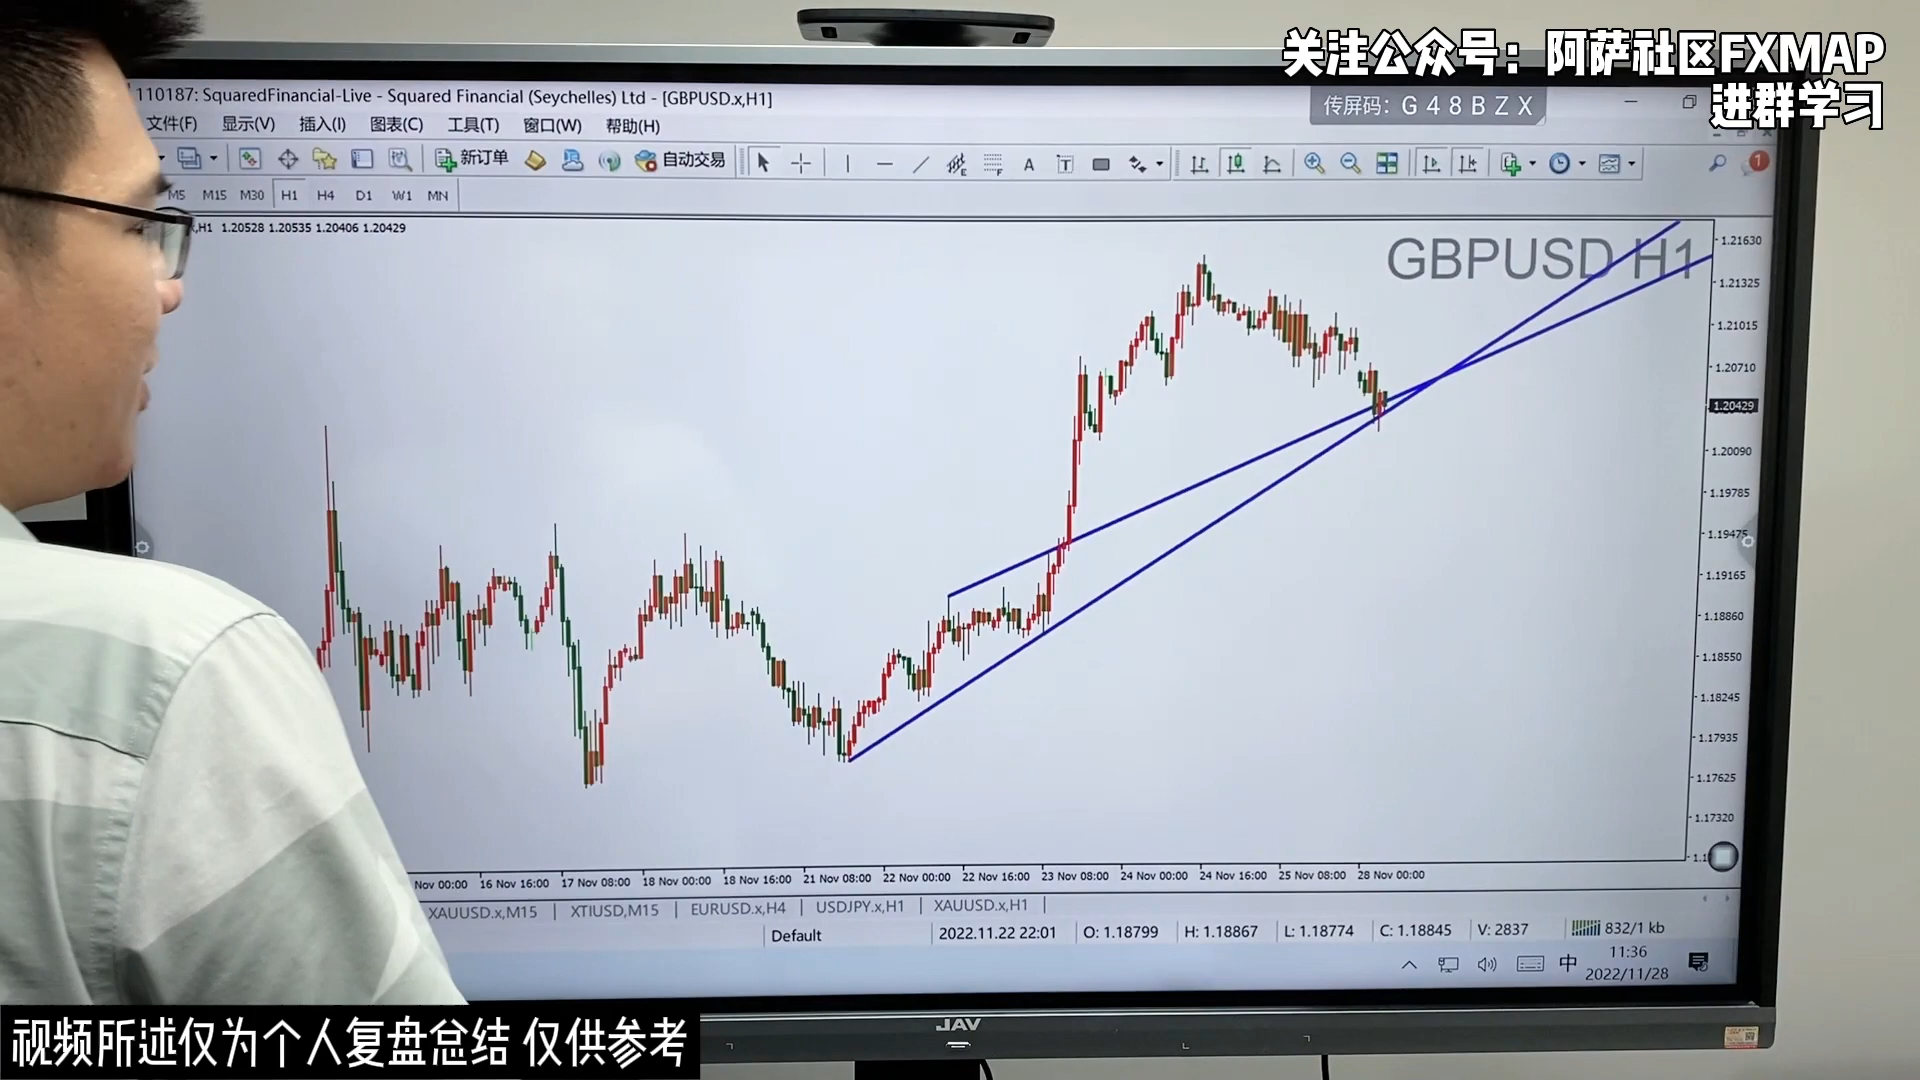 关注公众号：阿萨社区FXMAP
进群学习
110187: SquaredFinancial-Live - Squared Financial (Seychelles) Ltd - [GBPUSD.x,H1]
传屏码：G48BZX
文件(F) 显示(V) 插入(I) 图表(C) 工具(T) 窗口(W) 帮助(H)
新订单 自动交易 A T E F 1
M5 M15 M30 H1 H4 D1 W1 MN
,H1 1.20528 1.20535 1.20406 1.20429
GBPUSD H1
1.21630
1.21325
1.21015
1.20710
1.20429
1.20090
1.19785
1.19475
1.19165
1.18860
1.18550
1.18245
1.17935
1.17625
1.17320
Nov 00:00 16 Nov 16:00 17 Nov 08:00 18 Nov 00:00 18 Nov 16:00 21 Nov 08:00 22 Nov 00:00 22 Nov 16:00 23 Nov 08:00 24 Nov 00:00 24 Nov 16:00 25 Nov 08:00 28 Nov 00:00
XAUUSD.x,M15 | XTIUSD,M15 | EURUSD.x,H4 | USDJPY.x,H1 | XAUUSD.x,H1 |
Default 2022.11.22 22:01 O: 1.18799 H: 1.18867 L: 1.18774 C: 1.18845 V: 2837 832/1 kb
中 11:36
2022/11/28
JAV
视频所述仅为个人复盘总结 仅供参考